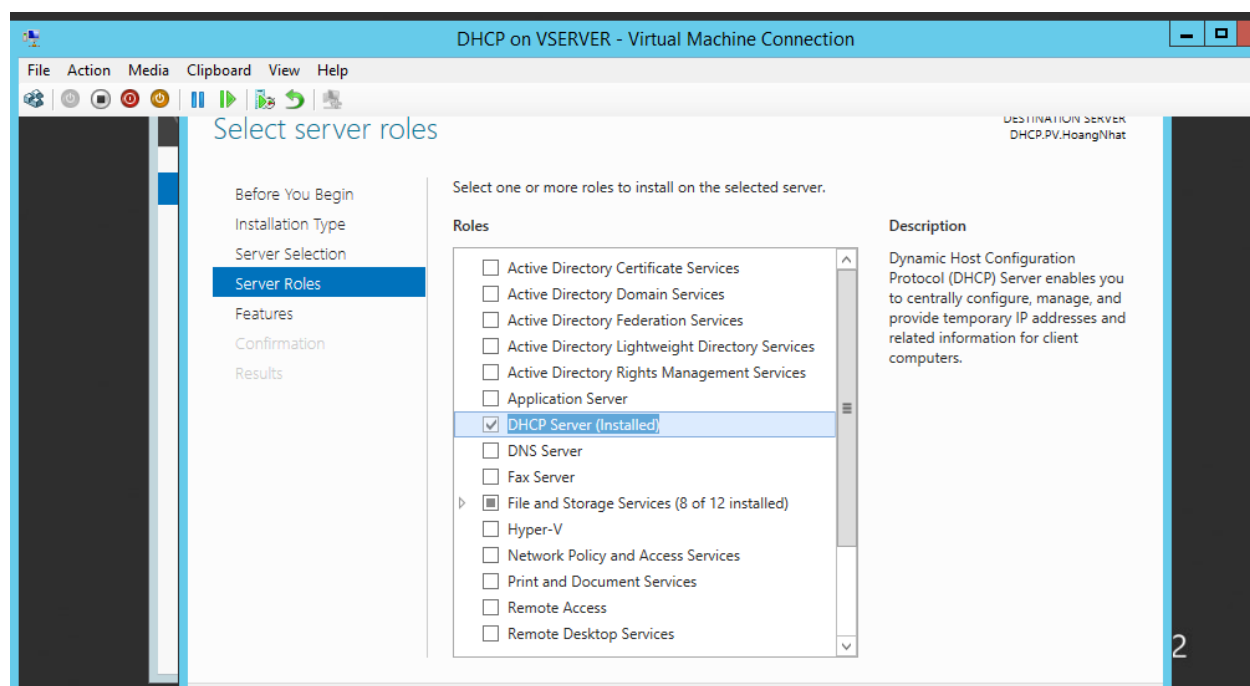 DHCP on VSERVER - Virtual Machine Connection
File Action Media Clipboard View Help
Select server roles
DESTINATION SERVER
DHCP.PV.HoangNhat
Before You Begin
Installation Type
Server Selection
Server Roles
Features
Confirmation
Results
Select one or more roles to install on the selected server.
Roles
Active Directory Certificate Services
Active Directory Domain Services
Active Directory Federation Services
Active Directory Lightweight Directory Services
Active Directory Rights Management Services
Application Server
DHCP Server (Installed)
DNS Server
Fax Server
File and Storage Services (8 of 12 installed)
Hyper-V
Network Policy and Access Services
Print and Document Services
Remote Access
Remote Desktop Services
Description
Dynamic Host Configuration
Protocol (DHCP) Server enables you
to centrally configure, manage, and
provide temporary IP addresses and
related information for client
computers.
2